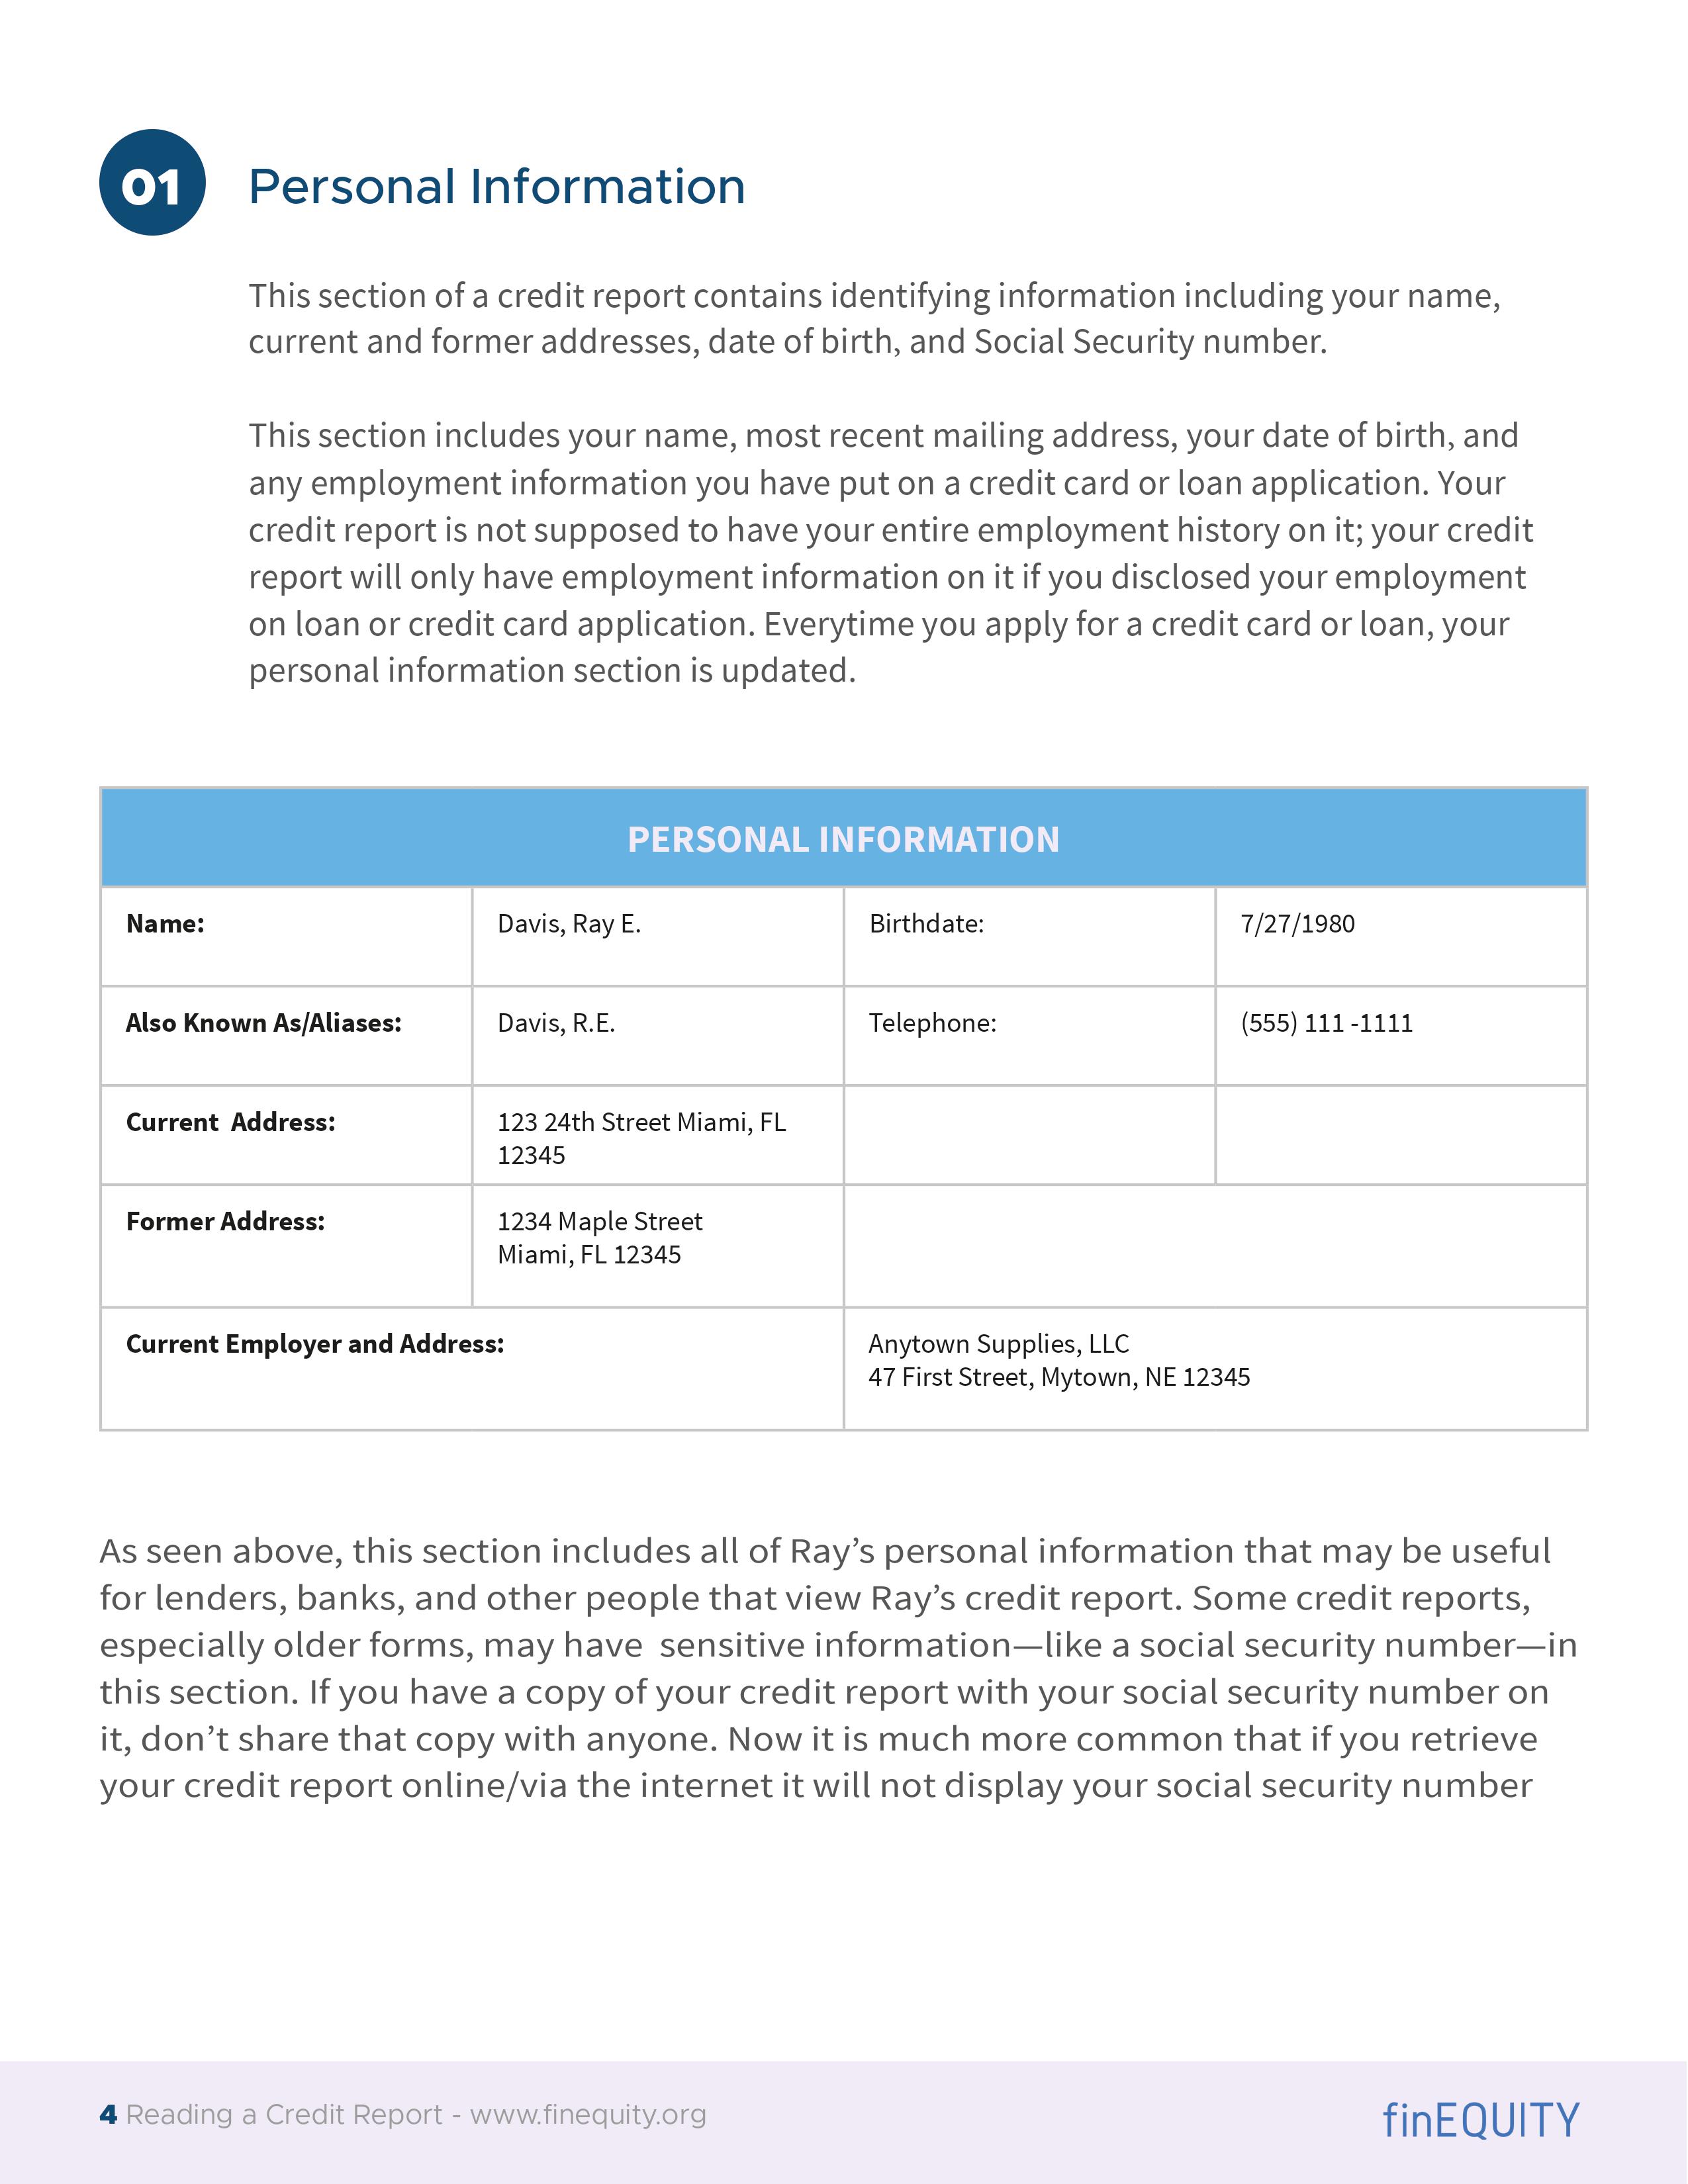 01 Personal Information
This section of a credit report contains identifying information including your name,
current and former addresses, date of birth, and Social Security number.
This section includes your name, most recent mailing address, your date of birth, and
any employment information you have put on a credit card or loan application. Your
credit report is not supposed to have your entire employment history on it; your credit
report will only have employment information on it if you disclosed your employment
on loan or credit card application. Everytime you apply for a credit card or loan, your
personal information section is updated.
PERSONAL INFORMATION
Name: Davis, Ray E. Birthdate: 7/27/1980
Also Known As/Aliases: Davis, R.E. Telephone: (555) 111 -1111
Current  Address: 123 24th Street Miami, FL
12345
Former Address: 1234 Maple Street
Miami, FL 12345
Current Employer and Address: Anytown Supplies, LLC
47 First Street, Mytown, NE 12345
As seen above, this section includes all of Ray’s personal information that may be useful
for lenders, banks, and other people that view Ray’s credit report. Some credit reports,
especially older forms, may have  sensitive information—like a social security number—in
this section. If you have a copy of your credit report with your social security number on
it, don’t share that copy with anyone. Now it is much more common that if you retrieve
your credit report online/via the internet it will not display your social security number
4 Reading a Credit Report - www.finequity.org finEQUITY